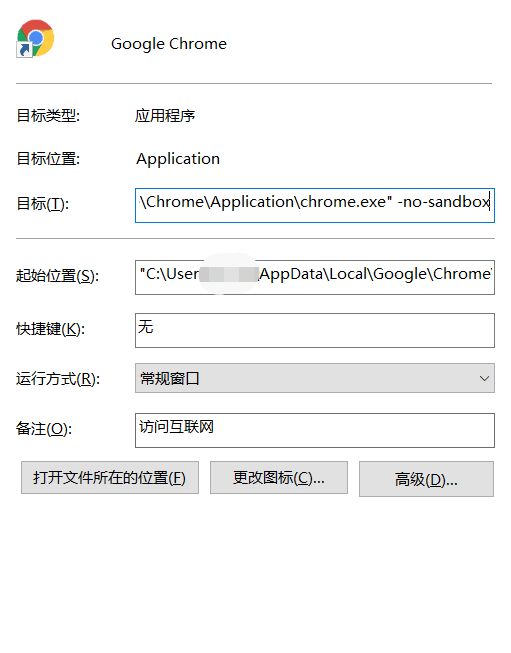 Google Chrome
目标类型: 应用程序
目标位置: Application
目标(T): \Chrome\Application\chrome.exe" -no-sandbox
起始位置(S): "C:\User AppData\Local\Google\Chrome\
快捷键(K): 无
运行方式(R): 常规窗口
备注(O): 访问互联网
打开文件所在的位置(F) 更改图标(C)... 高级(D)...